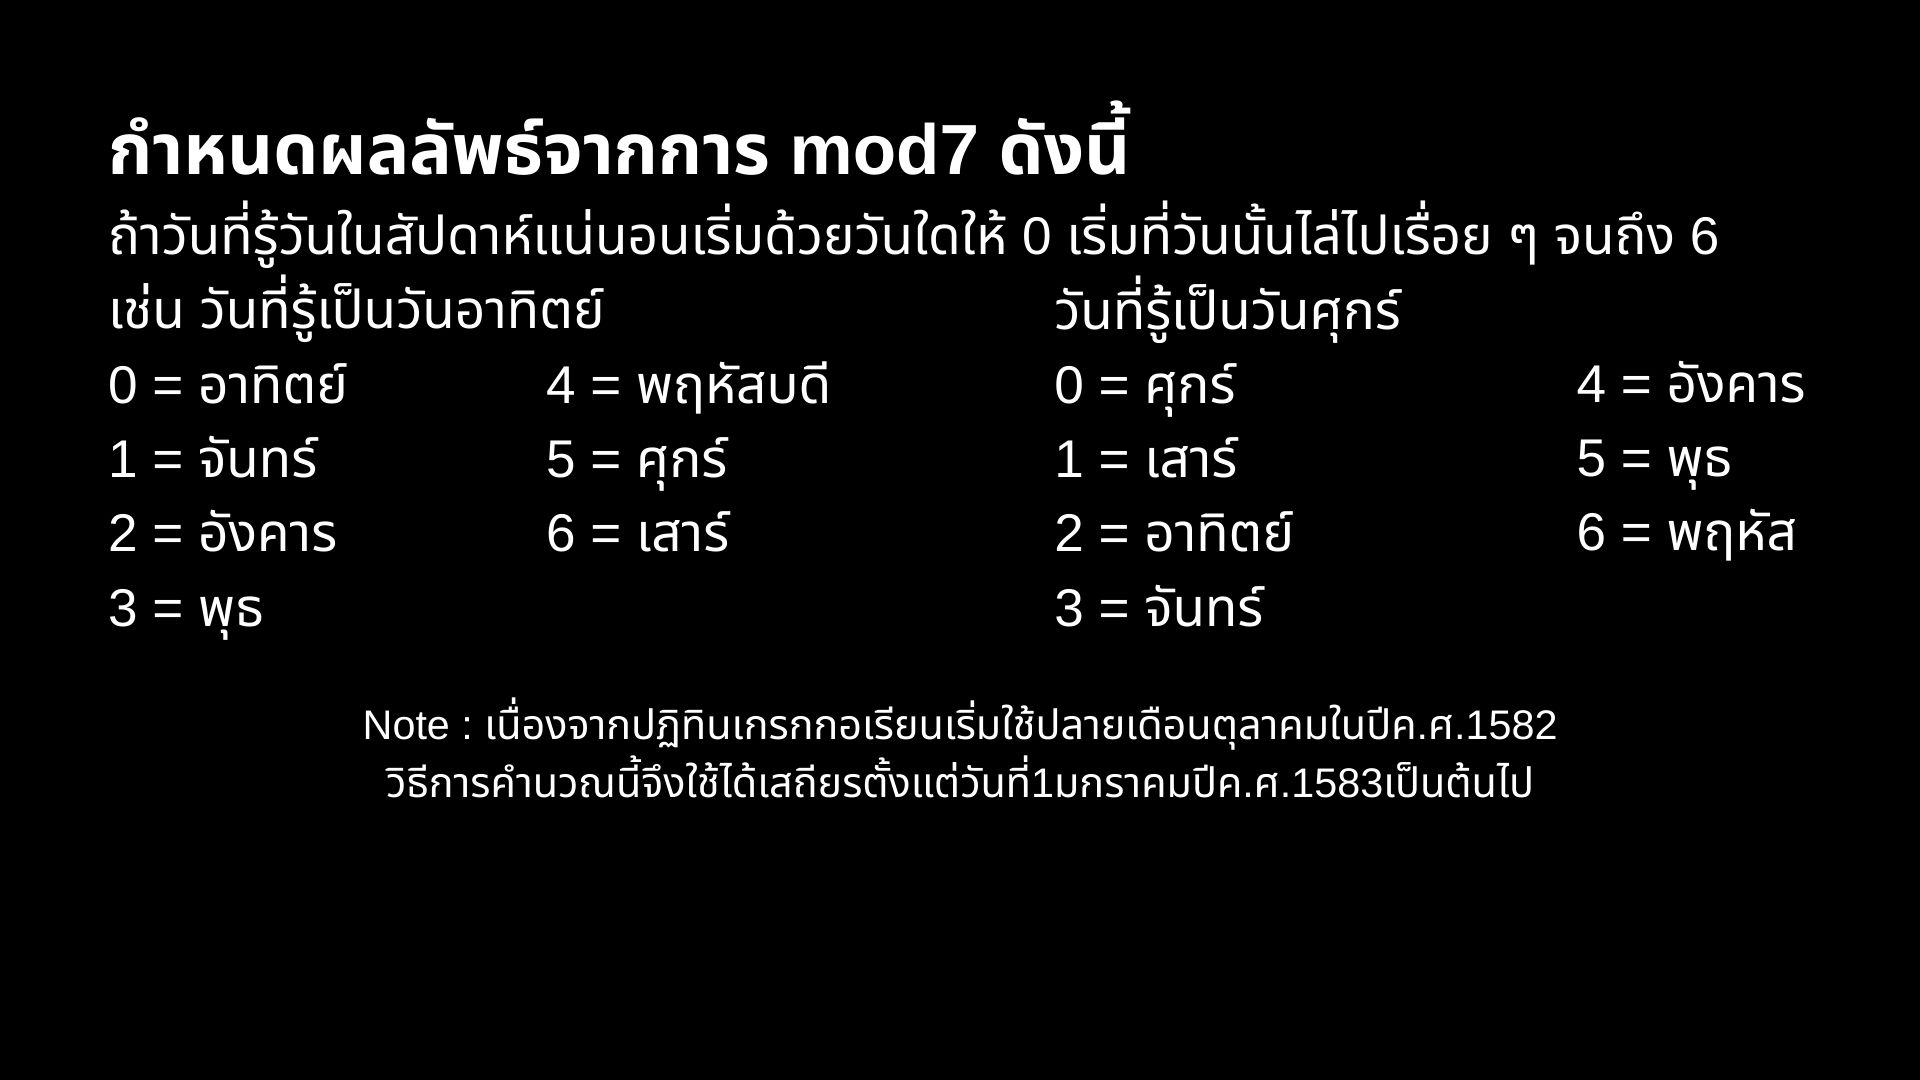 กำหนดผลลัพธ์จากการ mod7 ดังนี้
ถ้าวันที่รู้วันในสัปดาห์แน่นอนเริ่มด้วยวันใดให้ 0 เริ่มที่วันนั้นไล่ไปเรื่อย ๆ จนถึง 6
เช่น วันที่รู้เป็นวันอาทิตย์
0 = อาทิตย์
1 = จันทร์
2 = อังคาร
3 = พุธ
4 = พฤหัสบดี
5 = ศุกร์
6 = เสาร์
วันที่รู้เป็นวันศุกร์
0 = ศุกร์
1 = เสาร์
2 = อาทิตย์
3 = จันทร์
4 = อังคาร
5 = พุธ
6 = พฤหัส
Note : เนื่องจากปฏิทินเกรกกอเรียนเริ่มใช้ปลายเดือนตุลาคมในปีค.ศ.1582
วิธีการคำนวณนี้จึงใช้ได้เสถียรตั้งแต่วันที่1มกราคมปีค.ศ.1583เป็นต้นไป